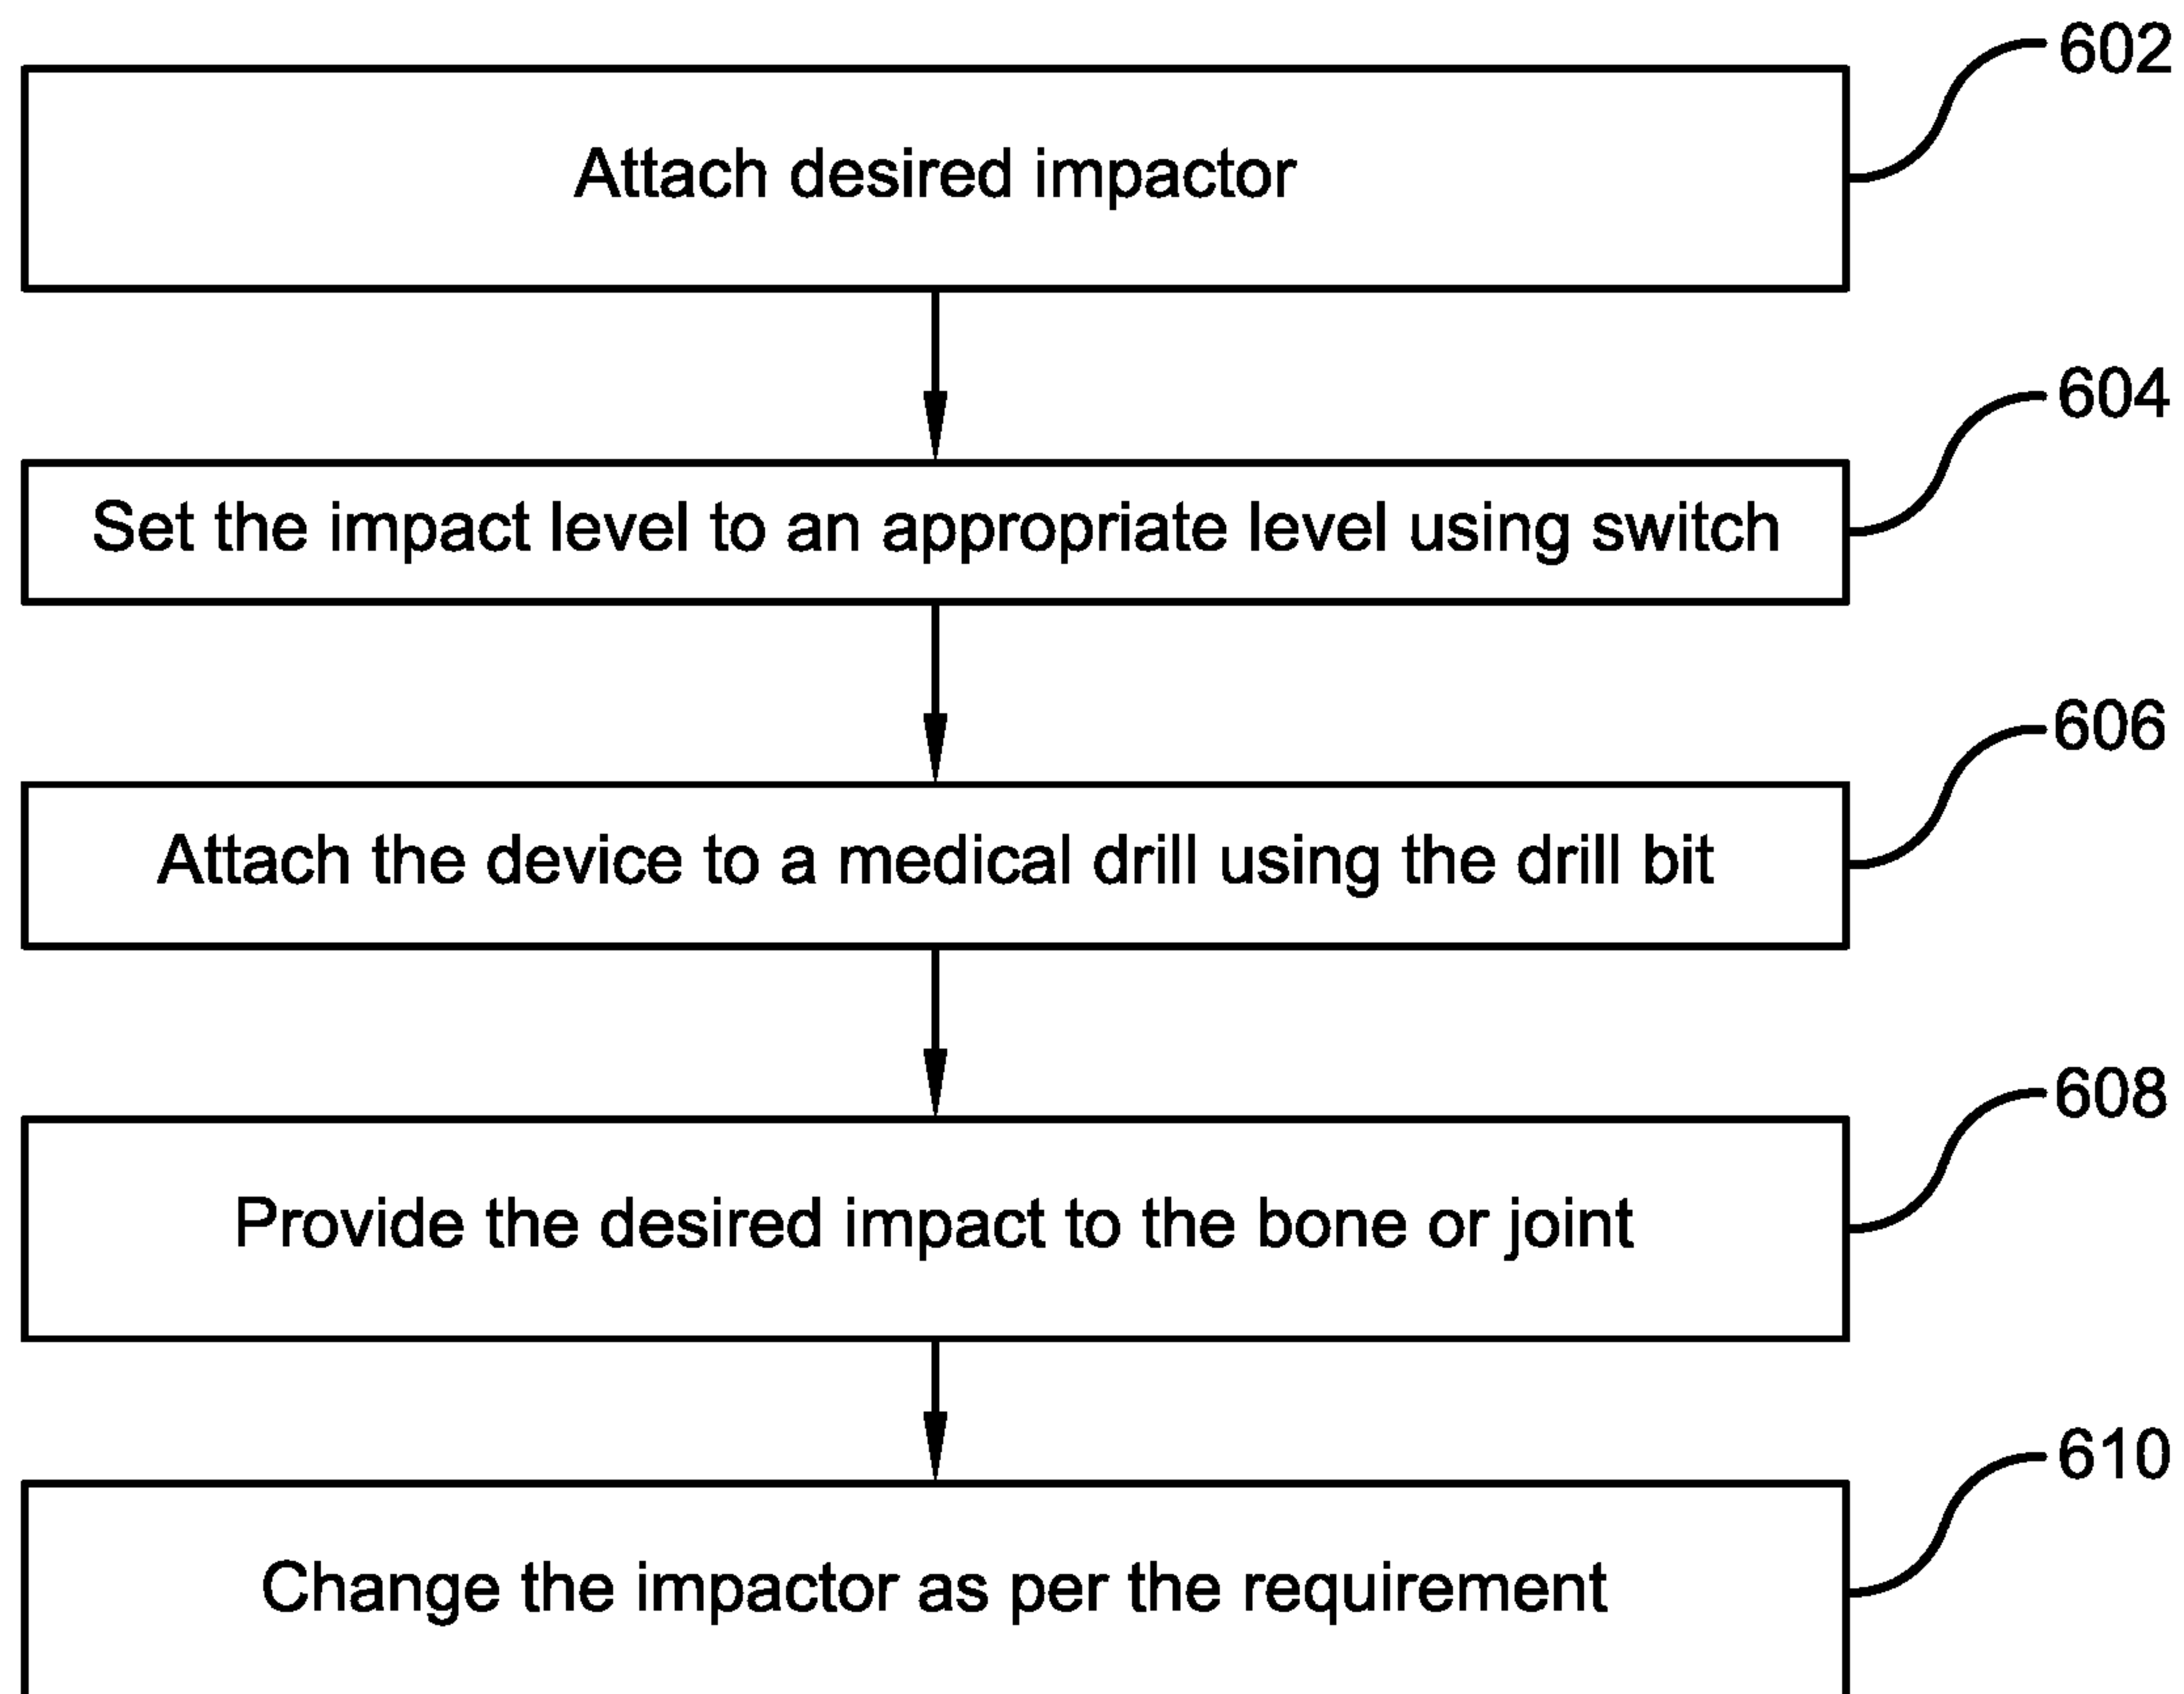 602
Attach desired impactor
604
Set the impact level to an appropriate level using switch
606
Attach the device to a medical drill using the drill bit
608
Provide the desired impact to the bone or joint
610
Change the impactor as per the requirement